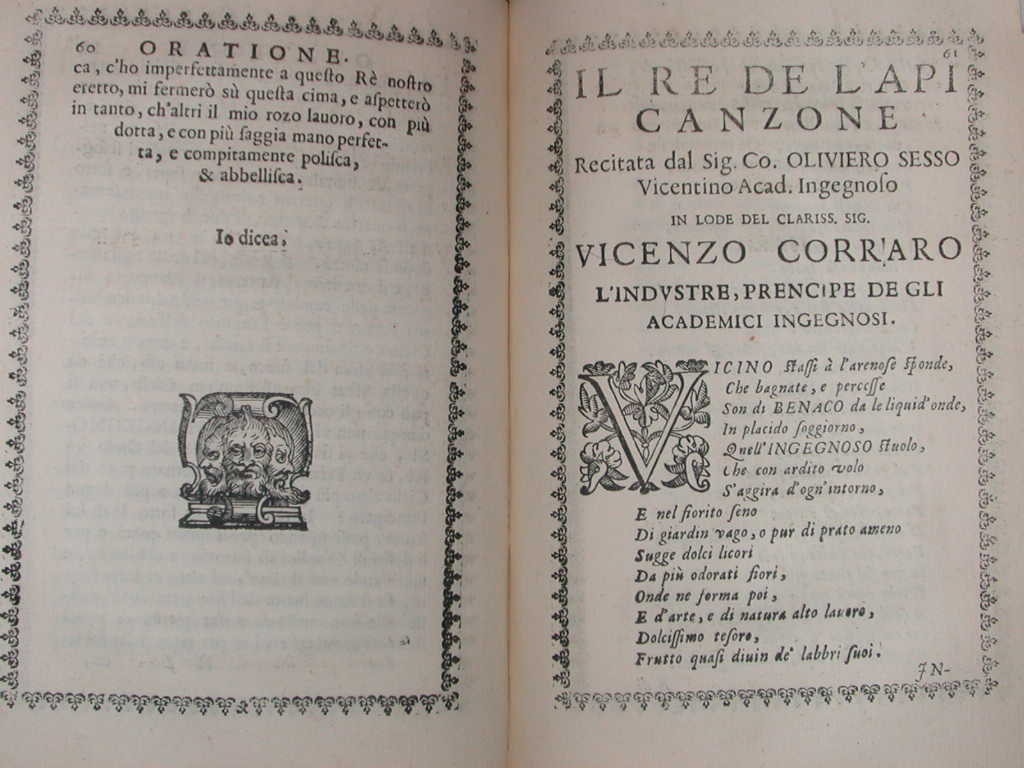 60 ORATIONE.
ca, c'ho imperfettamente a queſto Rè noſtro
eretto, mi fermerò sù queſta cima, e aſpetterò
in tanto, ch'altri il mio rozo lauoro, con più
dotta, e con più ſaggia mano perfet-
ta, e compitamente poliſca,
& abbelliſca.
Io dicea;
61
IL RE DE L'API
CANZONE
Recitata dal Sig. Co. OLIVIERO SESSO
Vicentino Acad. Ingegnoſo
IN LODE DEL CLARISS. SIG.
VICENZO CORRARO
L'INDVSTRE, PRENCIPE DE GLI
ACADEMICI INGEGNOSI.
VICINO ſtaſſi à l'arenoſe ſponde,
Che bagnate, e percoſſe
Son di BENACO da le liquid'onde,
In placido ſoggiorno,
Quell'INGEGNOSO ſtuolo,
Che con ardito volo
S'aggira d'ogn'intorno,
E nel fiorito ſeno
Di giardin vago, o pur di prato ameno
Sugge dolci licori
Da più odorati fiori,
Onde ne forma poi,
E d'arte, e di natura alto lauoro,
Dolciſſimo teſoro,
Frutto quaſi diuin de' labbri ſuoi.
IN-